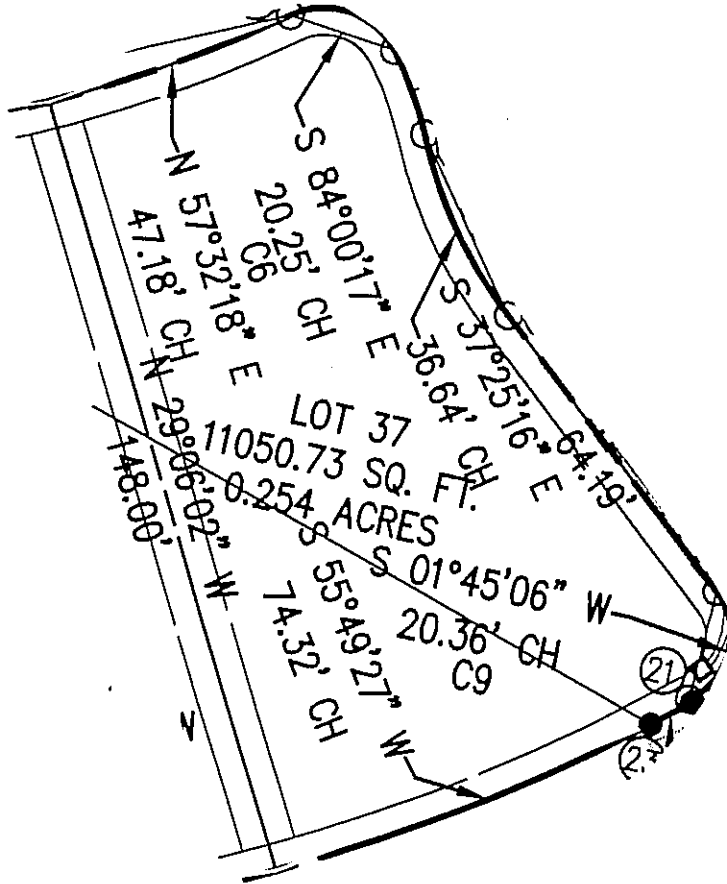 S 84°00'17" E
20.25' CH
C6
N 57°32'18" E
47.18' CH
S 37°25'16" E
36.64' CH
64.19'
LOT 37
11050.73 SQ. FT.
0.254 ACRES
N 29°06'02" W
148.00'
S 01°45'06" W
20.36' CH
C9
S 55°49'27" W
74.32' CH
21